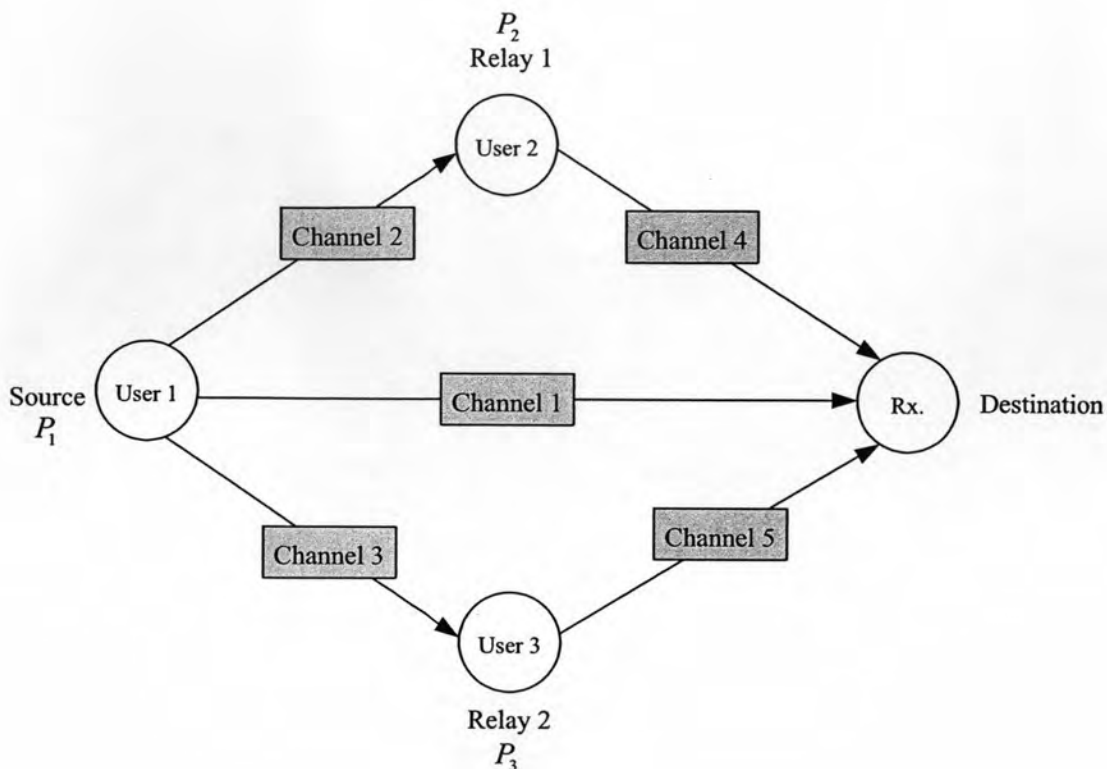 P₂
Relay 1
User 2
Channel 2
Channel 4
Source
P₁
User 1
Channel 1
Rx.
Destination
Channel 3
Channel 5
User 3
Relay 2
P₃